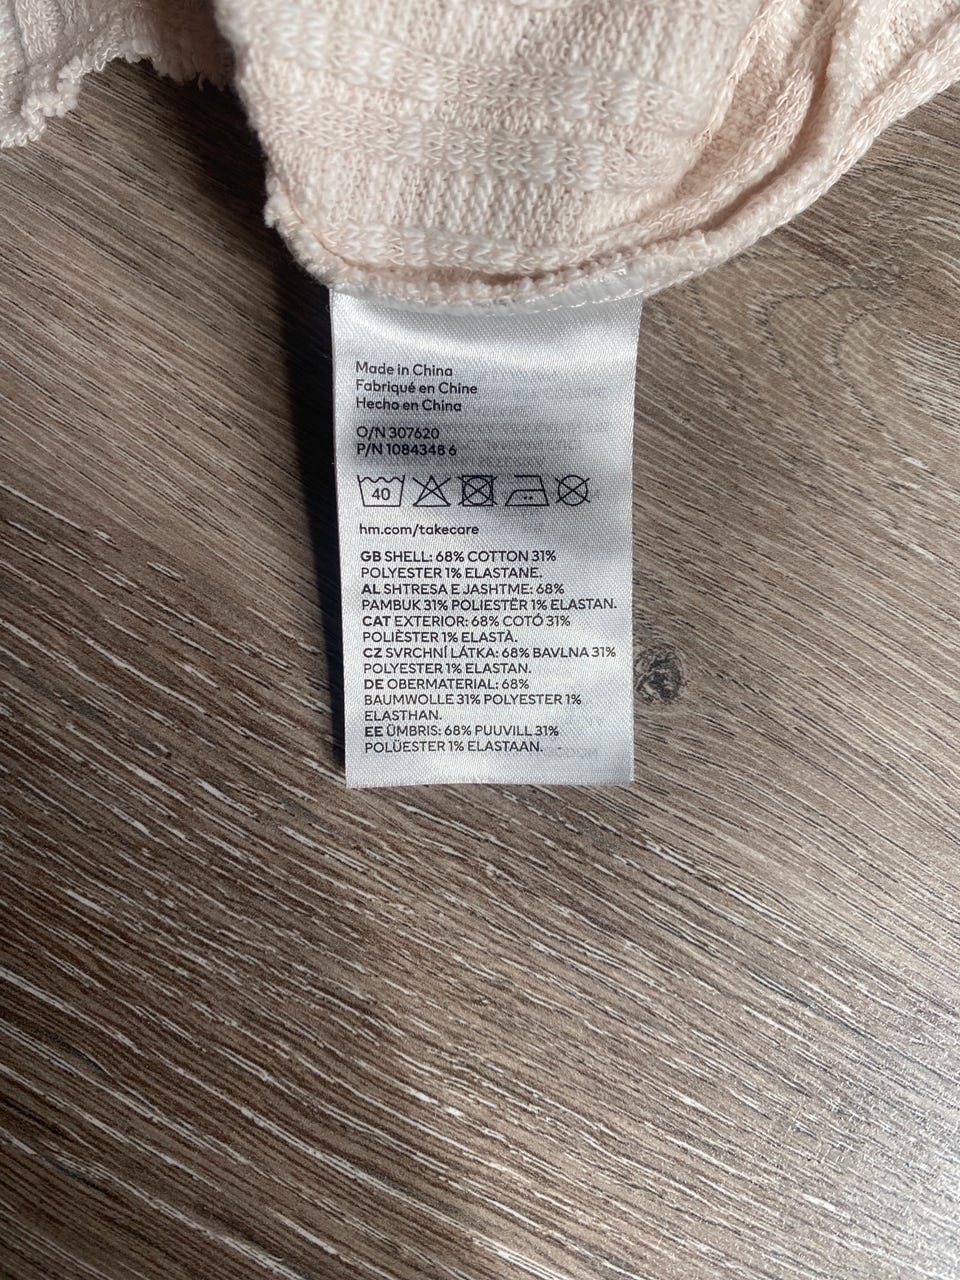 Made in China
Fabriqué en Chine
Hecho en China
O/N 307620
P/N 1084348 6
40
hm.com/takecare
GB SHELL: 68% COTTON 31%
POLYESTER 1% ELASTANE.
AL SHTRESA E JASHTME: 68%
PAMBUK 31% POLIESTËR 1% ELASTAN.
CAT EXTERIOR: 68% COTÓ 31%
POLIÈSTER 1% ELASTÀ.
CZ SVRCHNÍ LÁTKA: 68% BAVLNA 31%
POLYESTER 1% ELASTAN.
DE OBERMATERIAL: 68%
BAUMWOLLE 31% POLYESTER 1%
ELASTHAN.
EE ÜMBRIS: 68% PUUVILL 31%
POLÜESTER 1% ELASTAAN.